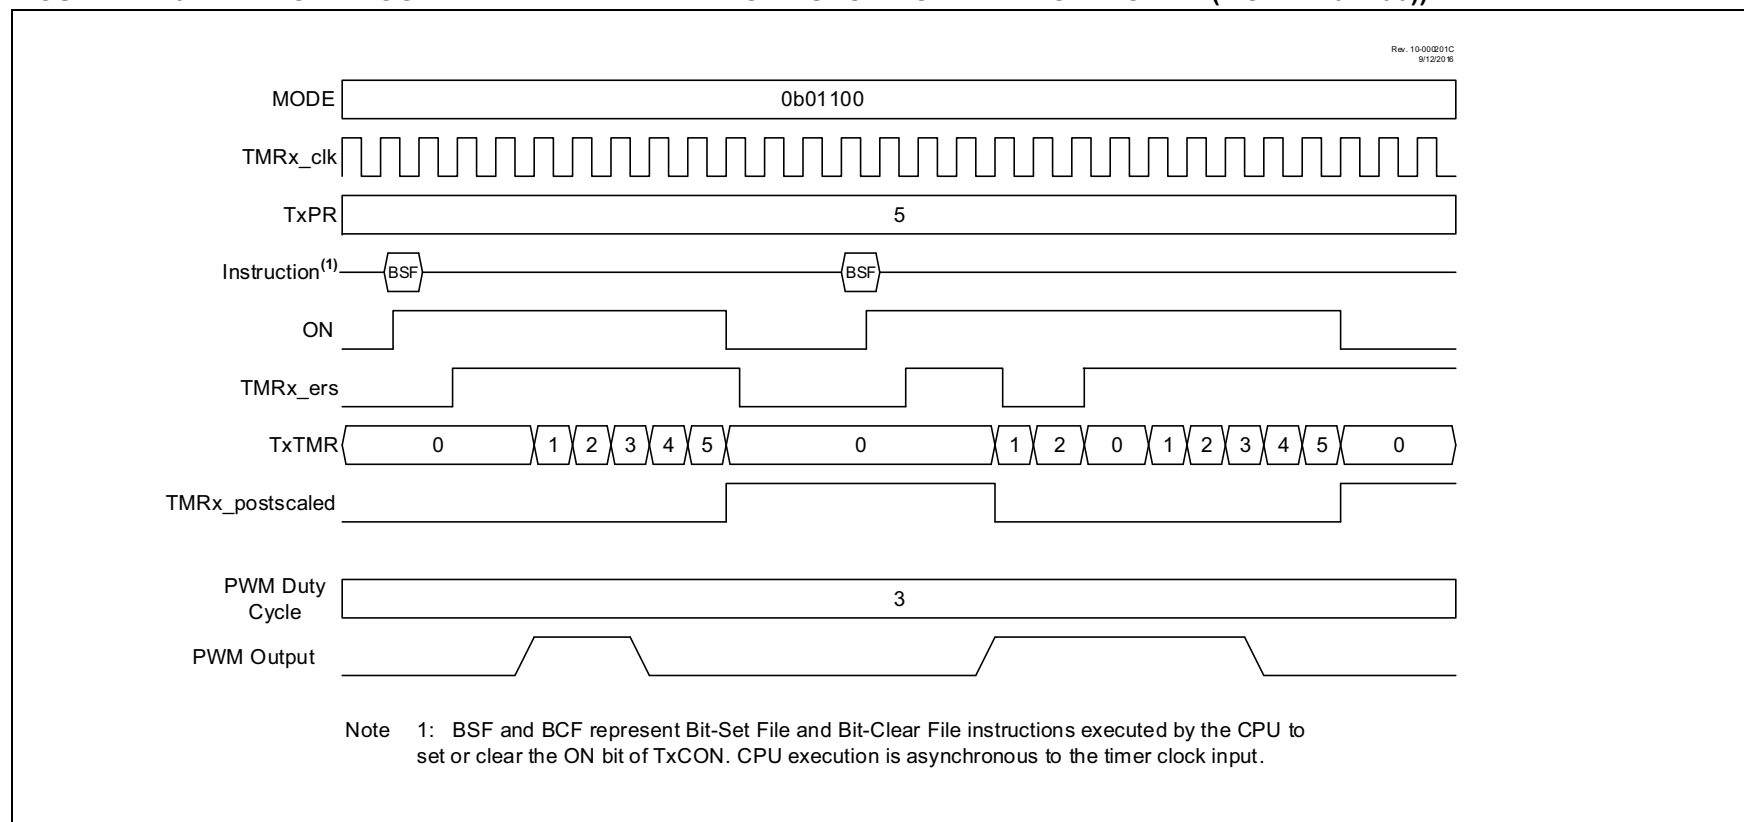 Rev. 10-000201C
9/12/2016
MODE 0b01100
TMRx_clk
TxPR 5
Instruction(1) BSF BSF
ON
TMRx_ers
TxTMR 0 1 2 3 4 5 0 1 2 0 1 2 3 4 5 0
TMRx_postscaled
PWM Duty
Cycle 3
PWM Output
Note 1: BSF and BCF represent Bit-Set File and Bit-Clear File instructions executed by the CPU to
set or clear the ON bit of TxCON. CPU execution is asynchronous to the timer clock input.